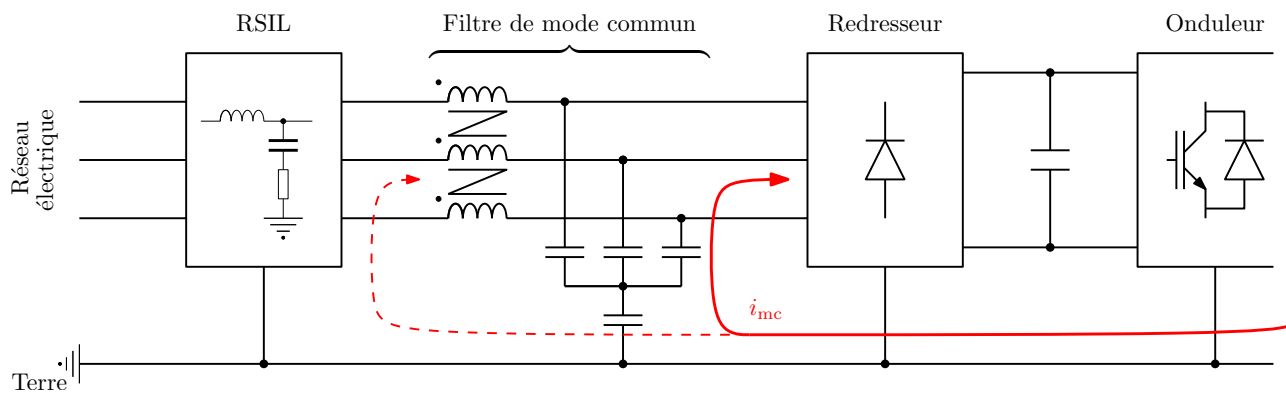 RSIL
Filtre de mode commun
Redresseur
Onduleur
Réseau
électrique
i_mc
Terre